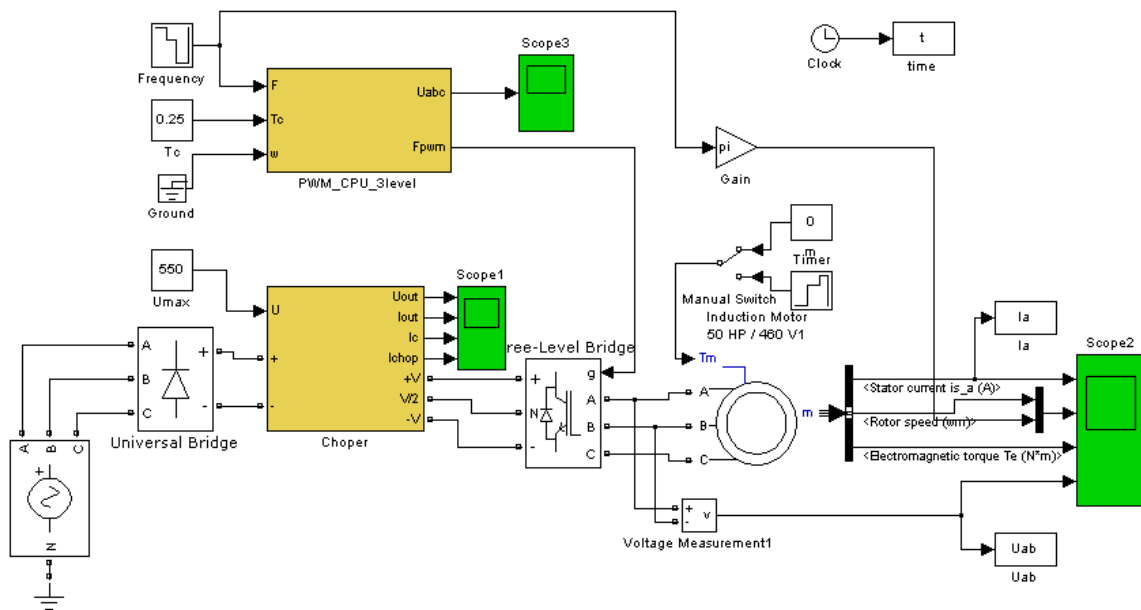 Frequency
F
Tc
w
Uabc
Fpwm
PWM_CPU_3level
0.25
Tc
Ground
Scope3
Clock
t
time
pi
Gain
0
m
Timer
Manual Switch
Induction Motor
50 HP / 460 V1
550
Umax
U
+
-
Uout
Iout
Ic
Ichop
+V
V/2
-V
Choper
Scope1
ree-Level Bridge
+
N
-
g
A
B
C
A
B
C
+
-
Universal Bridge
A
B
C
+
N
Tm
A
B
C
m
<Stator current is_a (A)>
<Rotor speed (wm)>
<Electromagnetic torque Te (N*m)>
Ia
Ia
Scope2
+
-
v
Voltage Measurement1
Uab
Uab